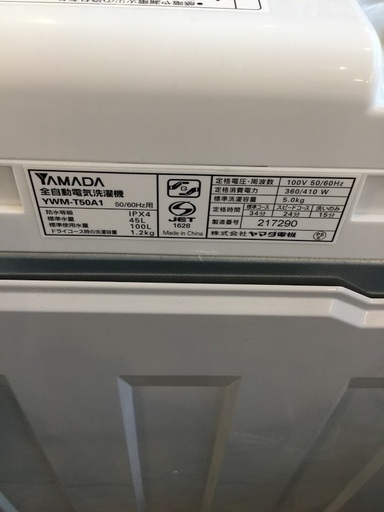 YAMADA
全自動電気洗濯機
YWM-T50A1 50/60Hz用
防水等級 IPX4
標準水量 45L
標準使用水量 100L
ドライコース時の洗濯容量 1.2kg
JET
1628
Made in China
定格電圧・周波数 100V 50/60Hz
定格消費電力 360/410 W
標準洗濯容量 5.0kg
定格時間 標準コース スピードコース 洗いのみ
34分 24分 15分
製造番号 217290
株式会社 ヤマダ電機